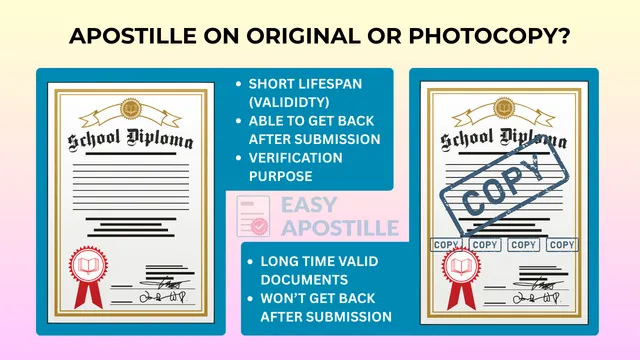 APOSTILLE ON ORIGINAL OR PHOTOCOPY?
School Diploma
• SHORT LIFESPAN
(VALIDIDTY)
• ABLE TO GET BACK
AFTER SUBMISSION
• VERIFICATION
PURPOSE
EASY
APOSTILLE
• LONG TIME VALID
DOCUMENTS
• WON'T GET BACK
AFTER SUBMISSION
School Diploma
COPY
COPY COPY COPY COPY